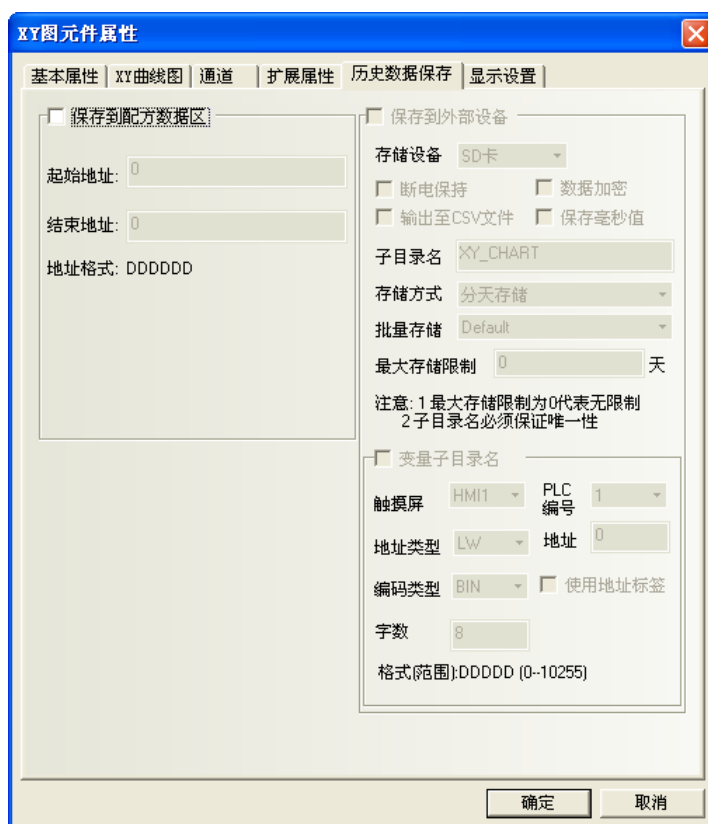 XY图元件属性
基本属性 XY曲线图 通道 扩展属性 历史数据保存 显示设置
保存到配方数据区
起始地址: 0
结束地址: 0
地址格式: DDDDDD
保存到外部设备
存储设备 SD卡
断电保持 数据加密
输出至CSV文件 保存毫秒值
子目录名 XY_CHART
存储方式 分天存储
批量存储 Default
最大存储限制 0 天
注意: 1 最大存储限制为0代表无限制
2 子目录名必须保证唯一性
变量子目录名
触摸屏 HMI1 PLC编号 1
地址类型 LW 地址 0
编码类型 BIN 使用地址标签
字数 8
格式(范围):DDDDD (0--10255)
确定 取消